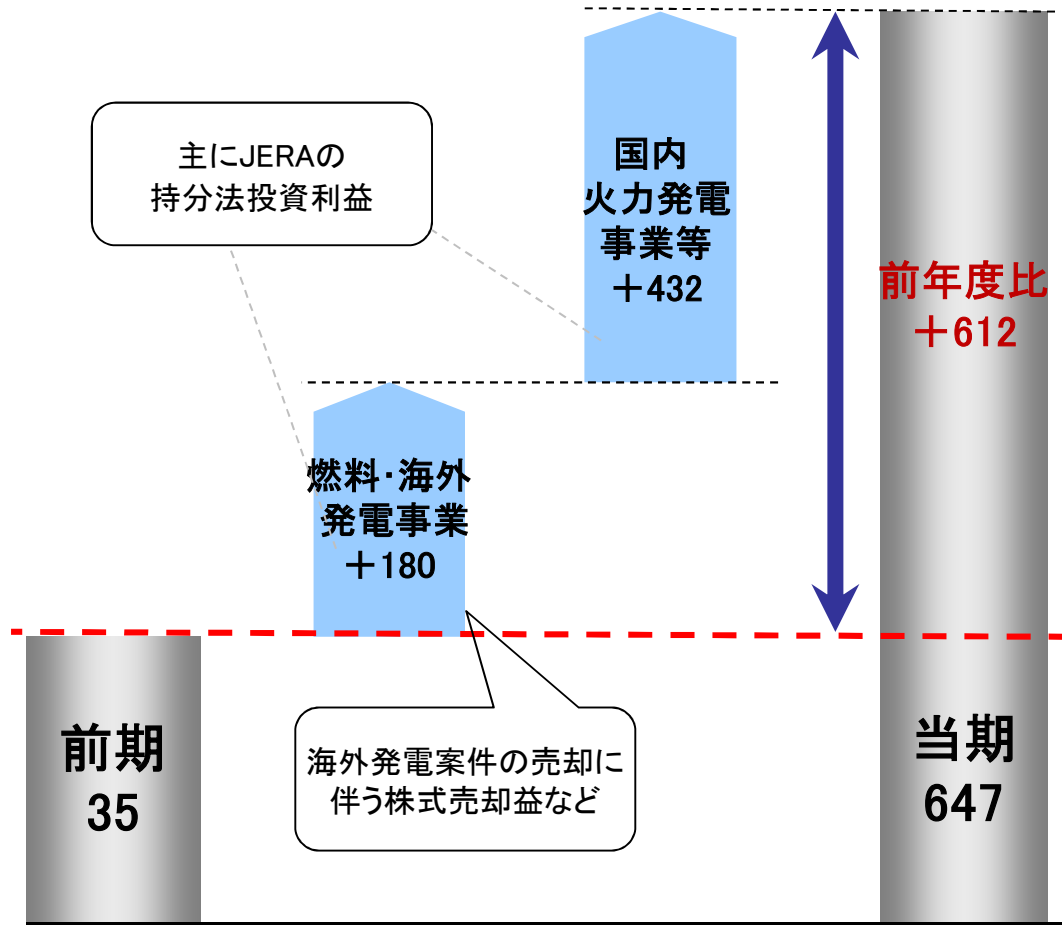 主にJERAの
持分法投資利益
国内
火力発電
事業等
＋432
前年度比
＋612
燃料・海外
発電事業
＋180
前期
35
海外発電案件の売却に
伴う株式売却益など
当期
647